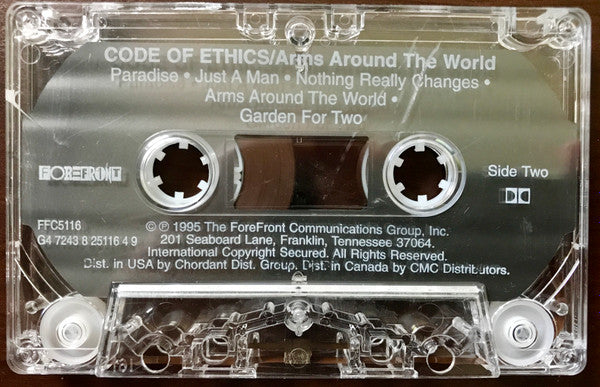 CODE OF ETHICS/Arms Around The World
Paradise • Just A Man • Nothing Really Changes •
Arms Around The World •
Garden For Two
FOREFRONT
Side Two
FFC5116
G4 7243 8 25116 4 9
© ℗ 1995 The ForeFront Communications Group, Inc.
201 Seaboard Lane, Franklin, Tennessee 37064.
International Copyright Secured. All Rights Reserved.
Dist. in USA by Chordant Dist. Group. Dist. in Canada by CMC Distributors.